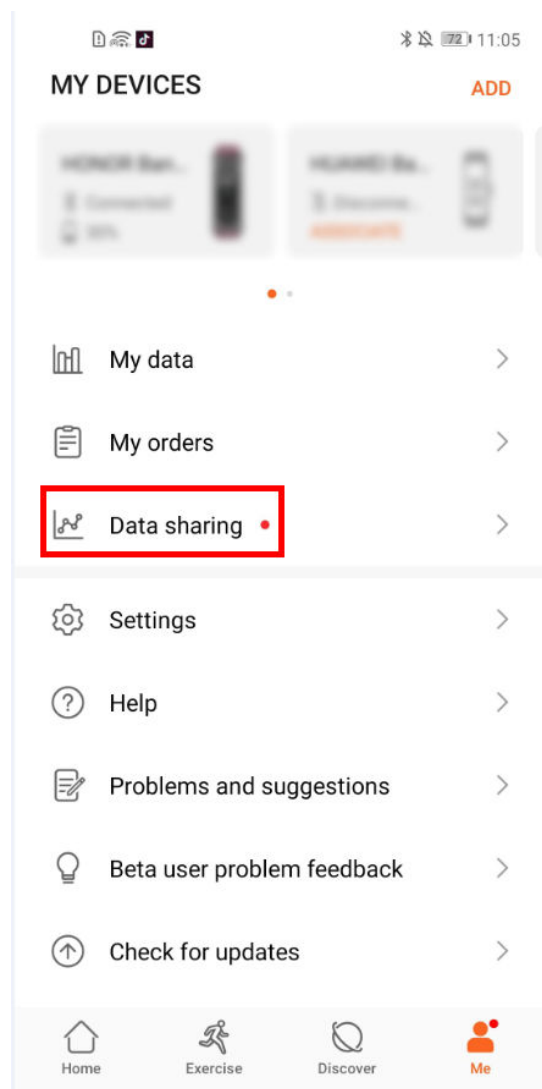 72 11:05
MY DEVICES ADD
My data
My orders
Data sharing
Settings
Help
Problems and suggestions
Beta user problem feedback
Check for updates
Home Exercise Discover Me